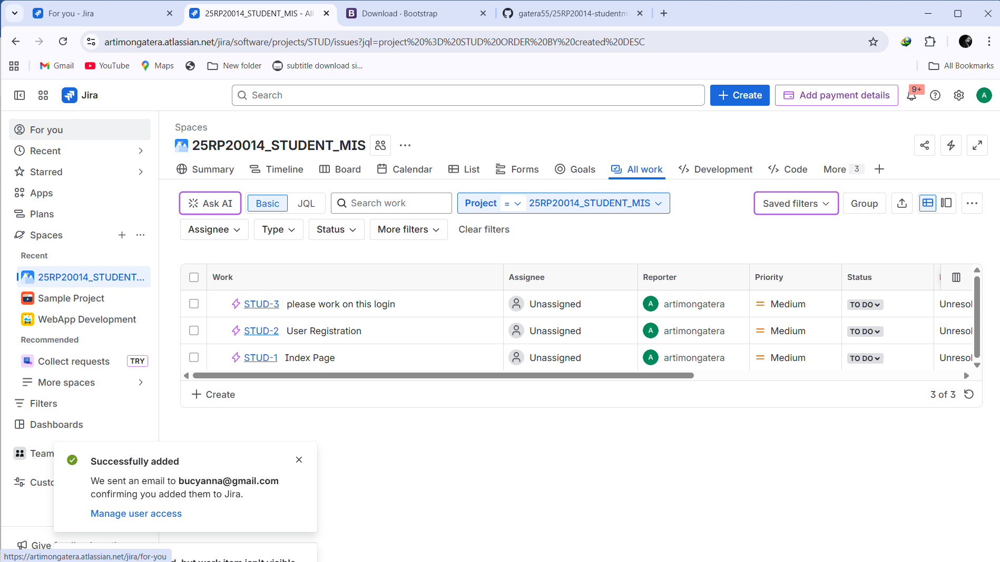 For you - Jira
25RP20014_STUDENT_MIS - All
Download · Bootstrap
gatera55/25RP20014-studentm
artimongatera.atlassian.net/jira/software/projects/STUD/issues?jql=project%20%3D%20STUD%20ORDER%20BY%20created%20DESC
Gmail YouTube Maps New folder subtitle download si... All Bookmarks
Jira Search Create Add payment details 9+ A
For you
Recent
Starred
Apps
Plans
Spaces
Recent
25RP20014_STUDENT...
Sample Project
WebApp Development
Recommended
Collect requests TRY
More spaces
Filters
Dashboards
Team
Custo
Give
Spaces
25RP20014_STUDENT_MIS
Summary Timeline Board Calendar List Forms Goals All work Development Code More 3
Ask AI Basic JQL Search work Project = 25RP20014_STUDENT_MIS Saved filters Group
Assignee Type Status More filters Clear filters
Work Assignee Reporter Priority Status
STUD-3 please work on this login Unassigned A artimongatera Medium TO DO Unresol
STUD-2 User Registration Unassigned A artimongatera Medium TO DO Unresol
STUD-1 Index Page Unassigned A artimongatera Medium TO DO Unresol
Create 3 of 3
Successfully added
We sent an email to bucyanna@gmail.com
confirming you added them to Jira.
Manage user access
https://artimongatera.atlassian.net/jira/for-you
but work item isn't visible